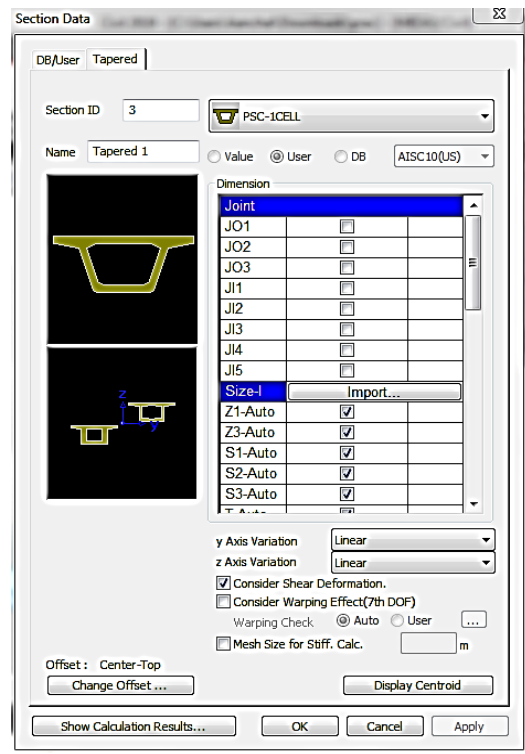 Section Data
DB/User Tapered
Section ID 3 PSC-1CELL
Name Tapered 1 Value User DB AISC10(US)
Dimension
Joint
JO1
JO2
JO3
JI1
JI2
JI3
JI4
JI5
Size-I Import...
Z1-Auto
Z3-Auto
S1-Auto
S2-Auto
S3-Auto
m
z
y
y Axis Variation Linear
z Axis Variation Linear
Consider Shear Deformation.
Consider Warping Effect(7th DOF)
Warping Check Auto User ...
Mesh Size for Stiff. Calc. m
Offset : Center-Top
Change Offset ... Display Centroid
Show Calculation Results... OK Cancel Apply